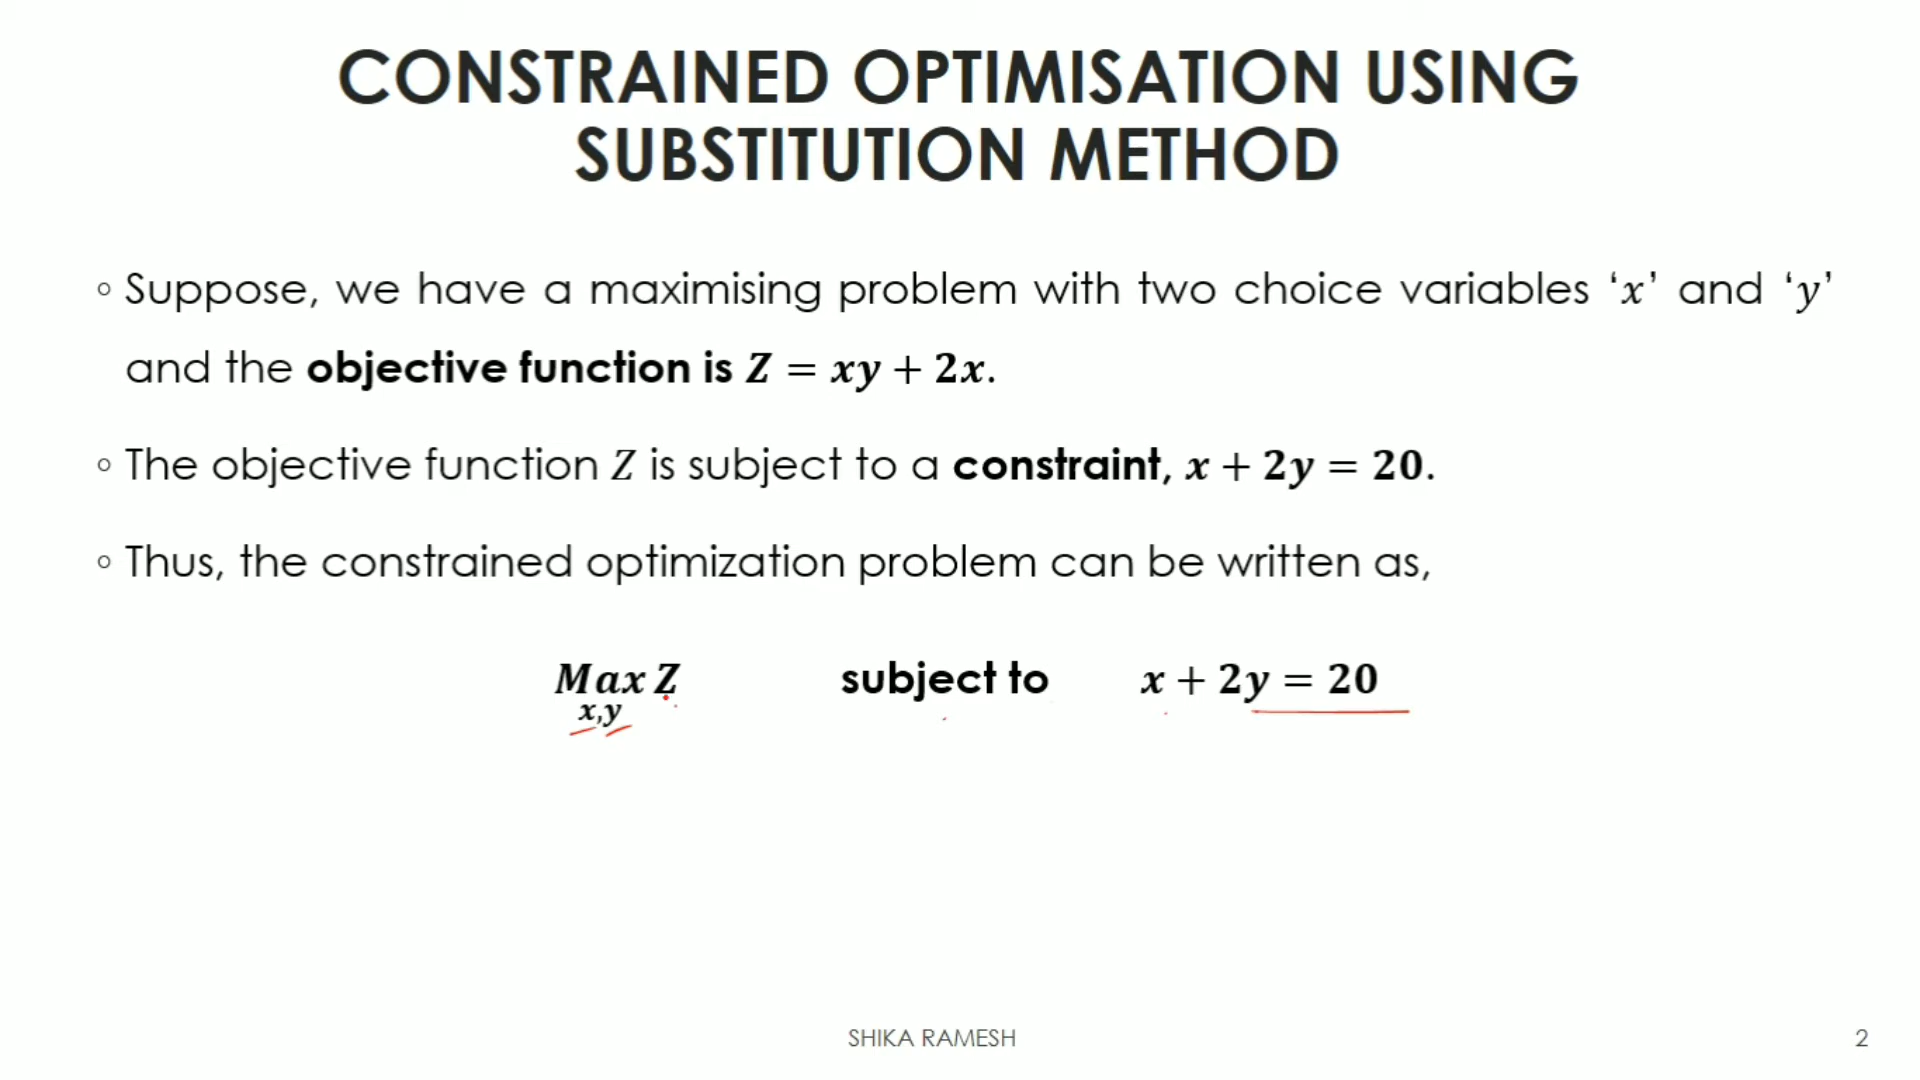 CONSTRAINED OPTIMISATION USING
SUBSTITUTION METHOD
◦ Suppose, we have a maximising problem with two choice variables ‘x’ and ‘y’
and the objective function is Z = xy + 2x.
◦ The objective function Z is subject to a constraint, x + 2y = 20.
◦ Thus, the constrained optimization problem can be written as,
Max Z subject to x + 2y = 20
x,y
SHIKA RAMESH 2